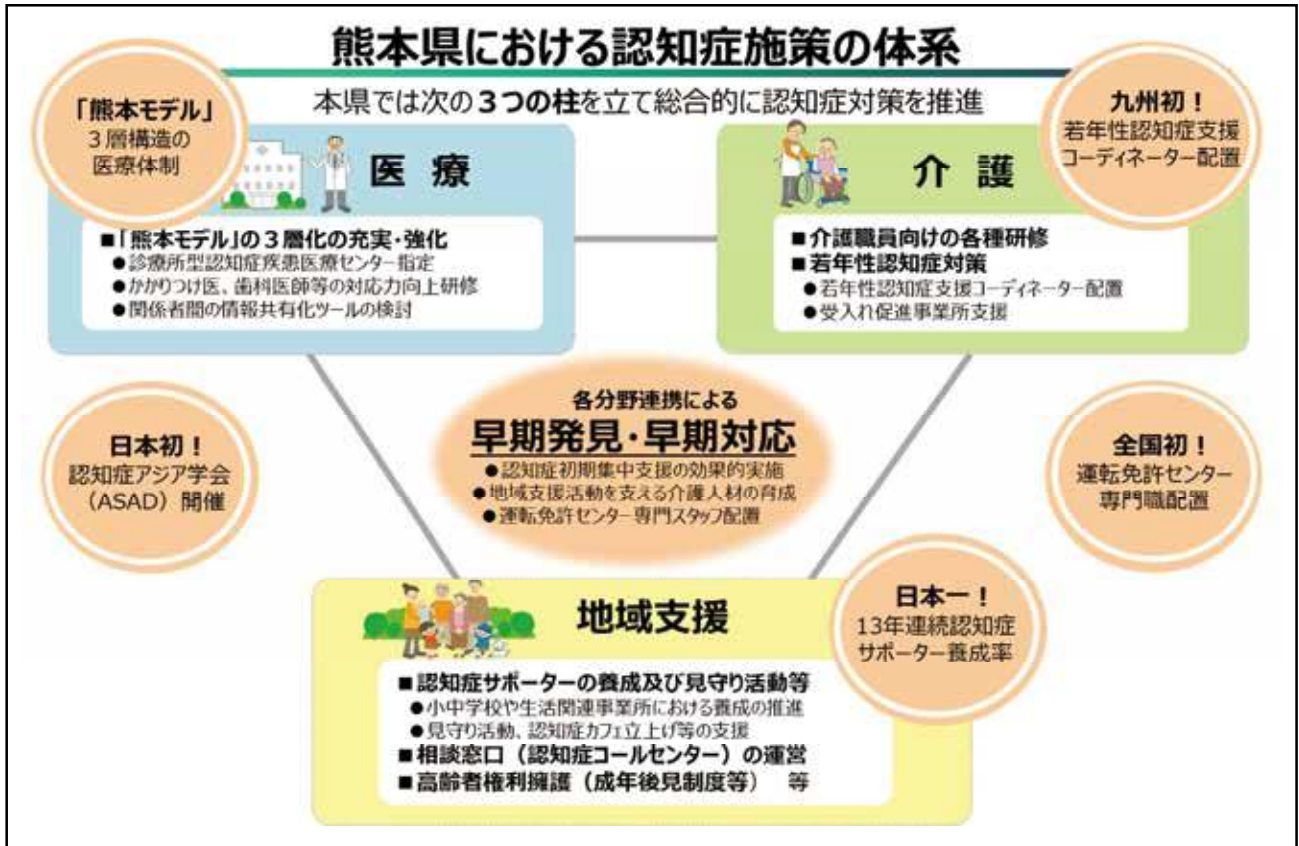 熊本県における認知症施策の体系
本県では次の３つの柱を立て総合的に認知症対策を推進
「熊本モデル」
３層構造の
医療体制
医 療
■「熊本モデル」の３層化の充実・強化
●診療所型認知症疾患医療センター指定
●かかりつけ医、歯科医師等の対応力向上研修
●関係者間の情報共有化ツールの検討
九州初！
若年性認知症支援
コーディネーター配置
介 護
■介護職員向けの各種研修
■若年性認知症対策
●若年性認知症支援コーディネーター配置
●受入れ促進事業所支援
各分野連携による
早期発見・早期対応
●認知症初期集中支援の効果的実施
●地域支援活動を支える介護人材の育成
●運転免許センター専門スタッフ配置
日本初！
認知症アジア学会
（ASAD）開催
全国初！
運転免許センター
専門職配置
日本一！
13年連続認知症
サポーター養成率
地域支援
■認知症サポーターの養成及び見守り活動等
●小中学校や生活関連事業所における養成の推進
●見守り活動、認知症カフェ立上げ等の支援
■相談窓口（認知症コールセンター）の運営
■高齢者権利擁護（成年後見制度等）　等